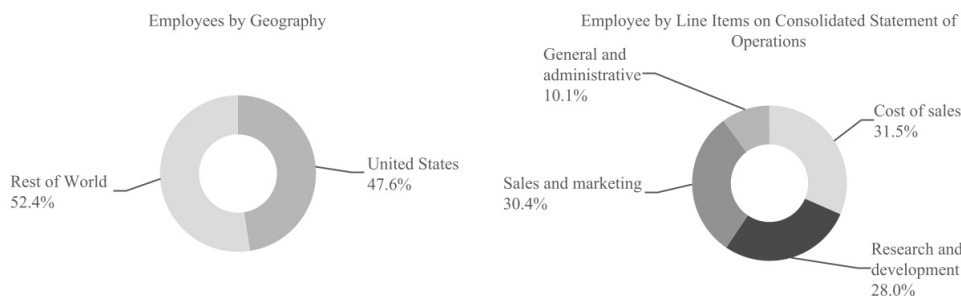 Employees by Geography
Rest of World
52.4%
United States
47.6%
Employee by Line Items on Consolidated Statement of
Operations
General and
administrative
10.1%
Cost of sales
31.5%
Sales and marketing
30.4%
Research and
development
28.0%